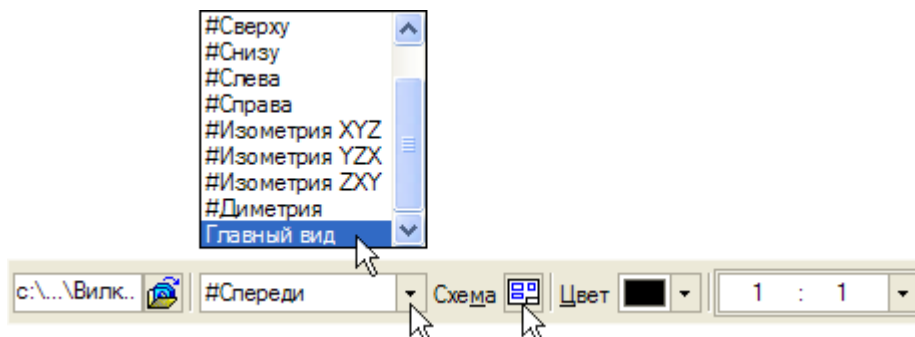 #Сверху
#Снизу
#Слева
#Справа
#Изометрия XYZ
#Изометрия YZX
#Изометрия ZXY
#Диметрия
Главный вид
с:\...\Вилк.. #Спереди Схема Цвет 1 : 1